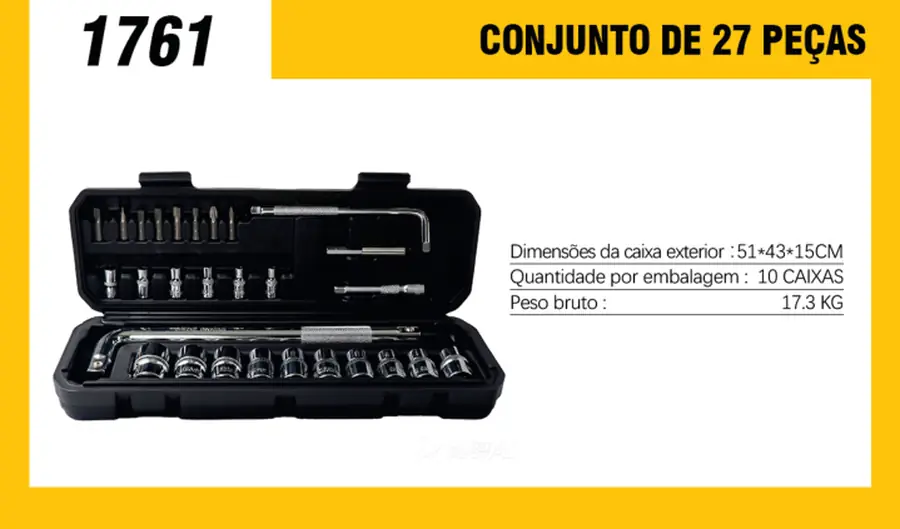 1761
CONJUNTO DE 27 PEÇAS
Dimensões da caixa exterior : 51*43*15CM
Quantidade por embalagem : 10 CAIXAS
Peso bruto : 17.3 KG